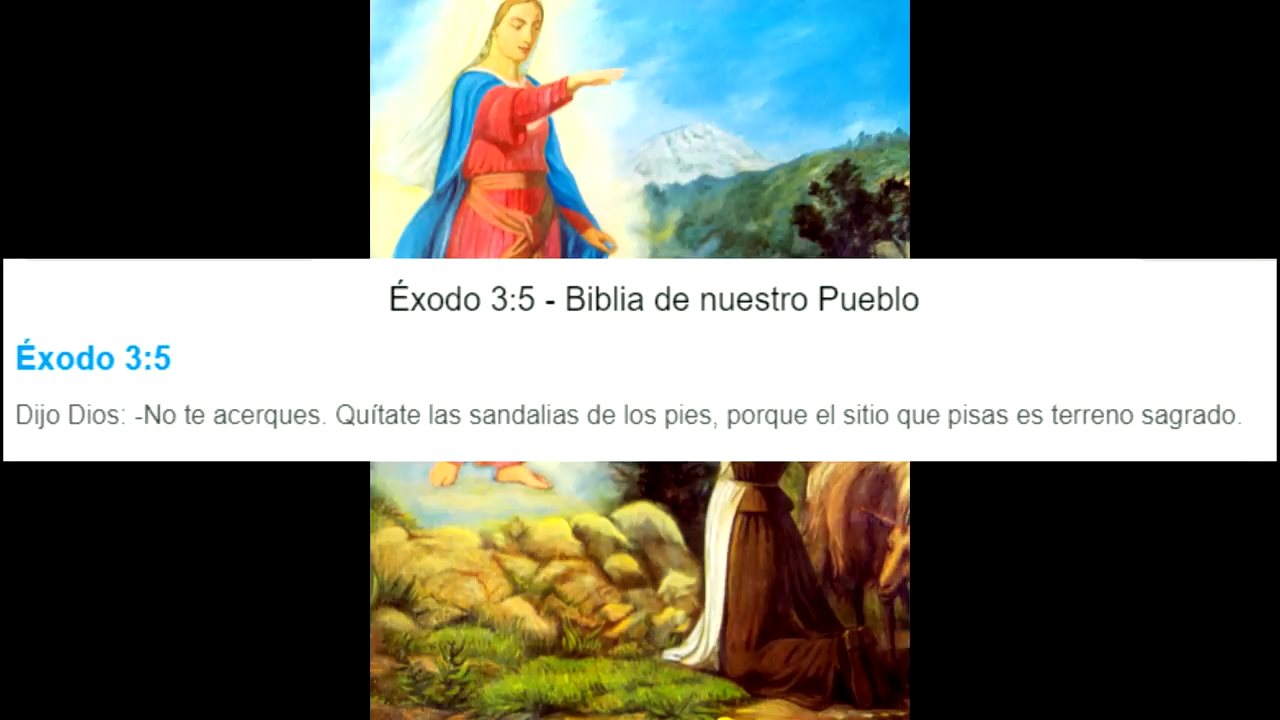 Éxodo 3:5 - Biblia de nuestro Pueblo
Éxodo 3:5
Dijo Dios: -No te acerques. Quítate las sandalias de los pies, porque el sitio que pisas es terreno sagrado.